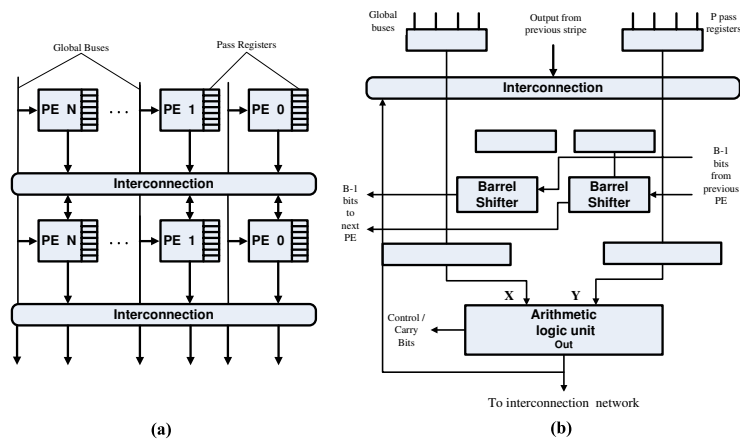 Global Buses
Pass Registers
PE N
. . .
PE 1
PE 0
Interconnection
PE N
. . .
PE 1
PE 0
Interconnection
(a)
Global
buses
Output from
previous stripe
P pass
registers
Interconnection
B-1
bits
to
next
PE
Barrel
Shifter
Barrel
Shifter
B-1
bits
from
previous
PE
X
Y
Control /
Carry
Bits
Arithmetic
logic unit
Out
To interconnection network
(b)